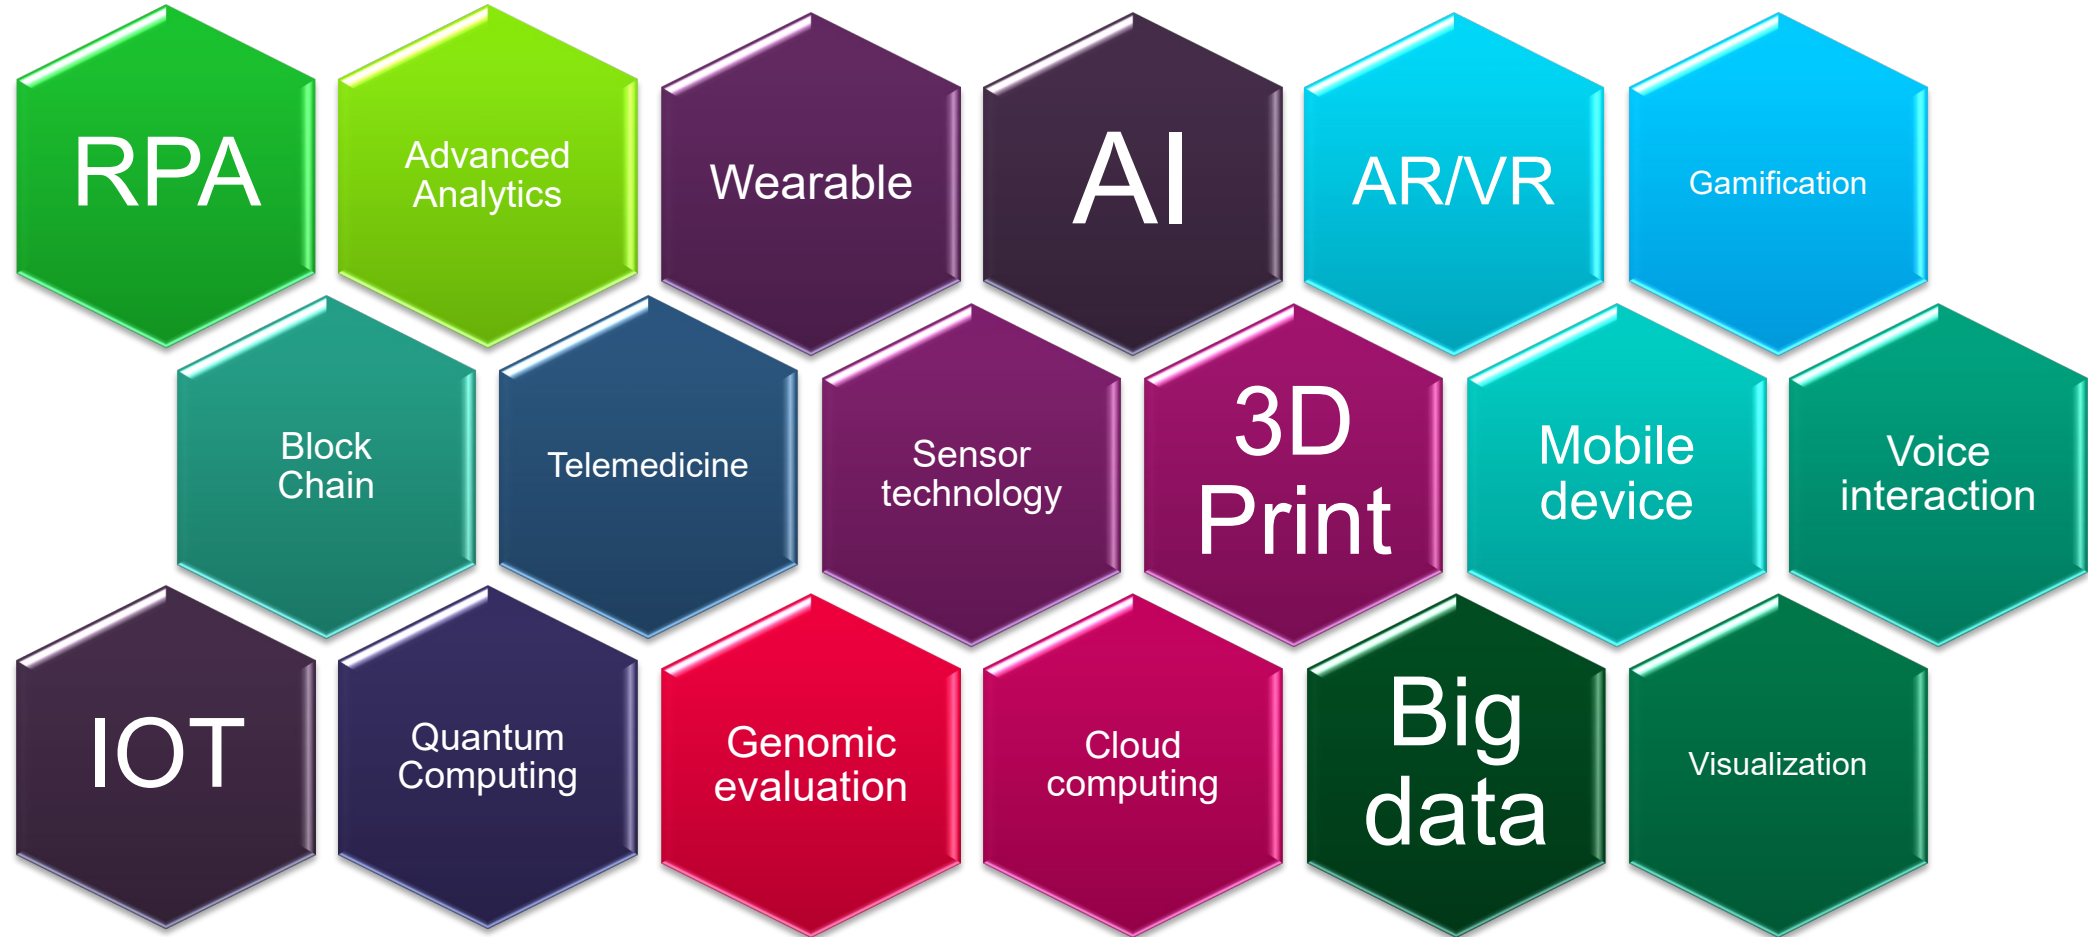 RPA
Advanced
Analytics
Wearable
AI
AR/VR
Gamification
Block
Chain
Telemedicine
Sensor
technology
3D
Print
Mobile
device
Voice
interaction
IOT
Quantum
Computing
Genomic
evaluation
Cloud
computing
Big
data
Visualization